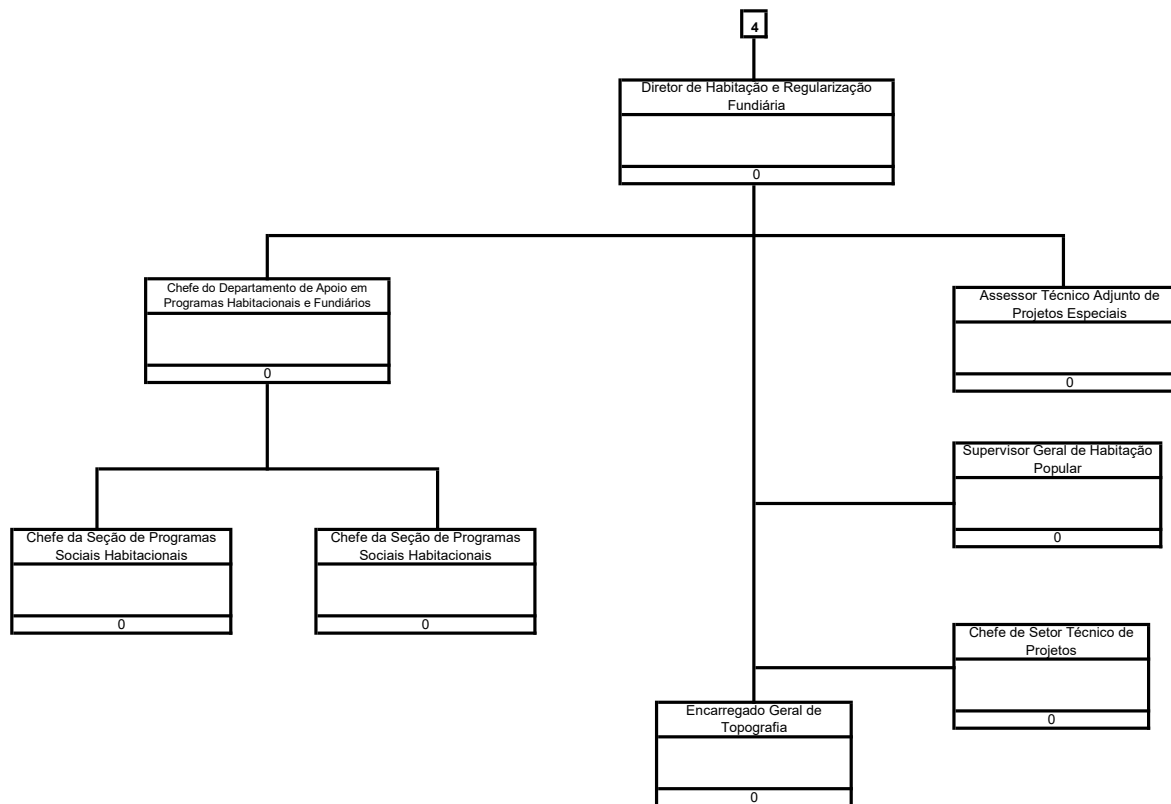 4
Diretor de Habitação e Regularização
Fundiária
0
Chefe do Departamento de Apoio em
Programas Habitacionais e Fundiários
0
Assessor Técnico Adjunto de
Projetos Especiais
0
Supervisor Geral de Habitação
Popular
0
Chefe da Seção de Programas
Sociais Habitacionais
0
Chefe da Seção de Programas
Sociais Habitacionais
0
Chefe de Setor Técnico de
Projetos
0
Encarregado Geral de
Topografia
0